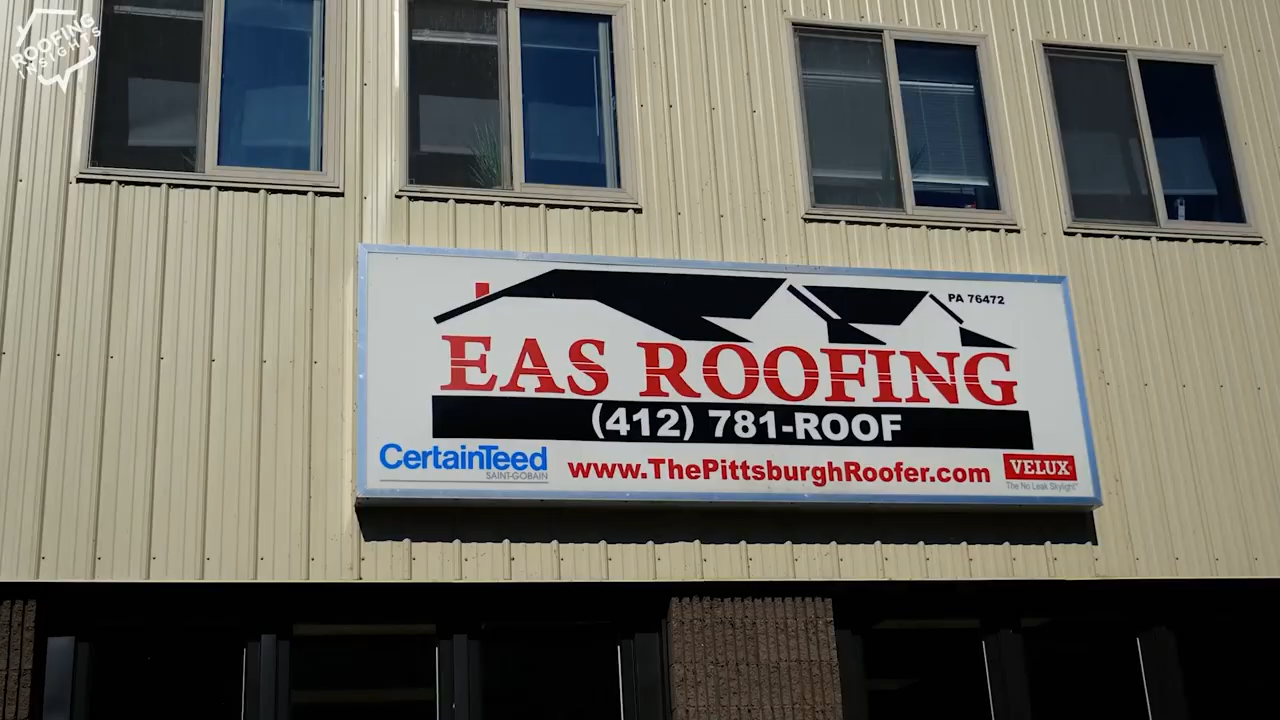 ROOFING
INSIGHTS
PA 76472
EAS ROOFING
(412) 781-ROOF
CertainTeed
SAINT-GOBAIN
www.ThePittsburghRoofer.com
VELUX
The No Leak Skylight